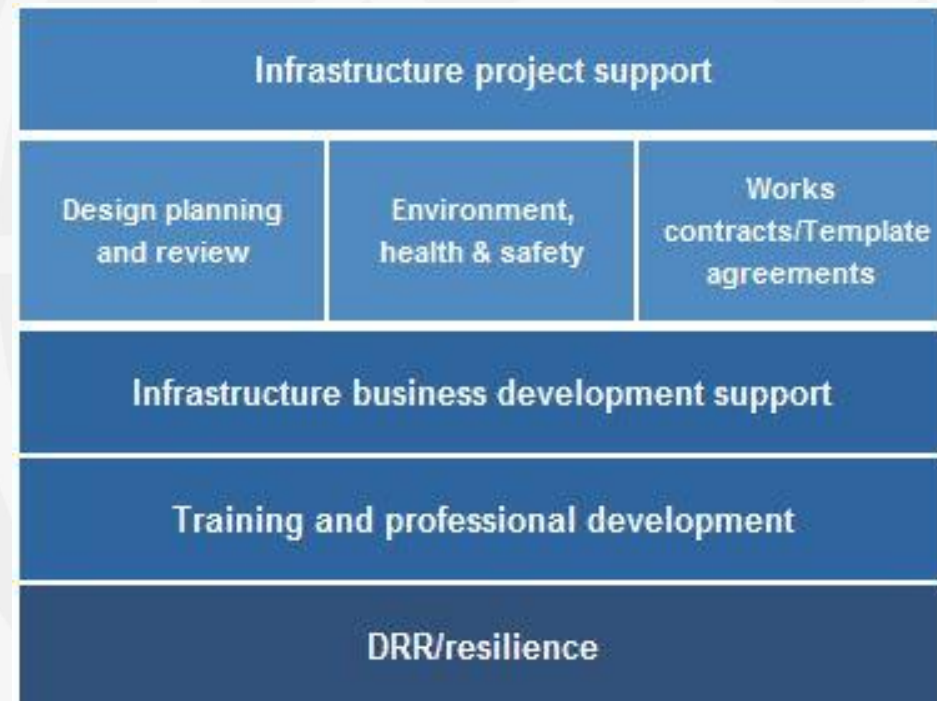 Infrastructure project support
Design planning
and review
Environment,
health & safety
Works
contracts/Template
agreements
Infrastructure business development support
Training and professional development
DRR/resilience